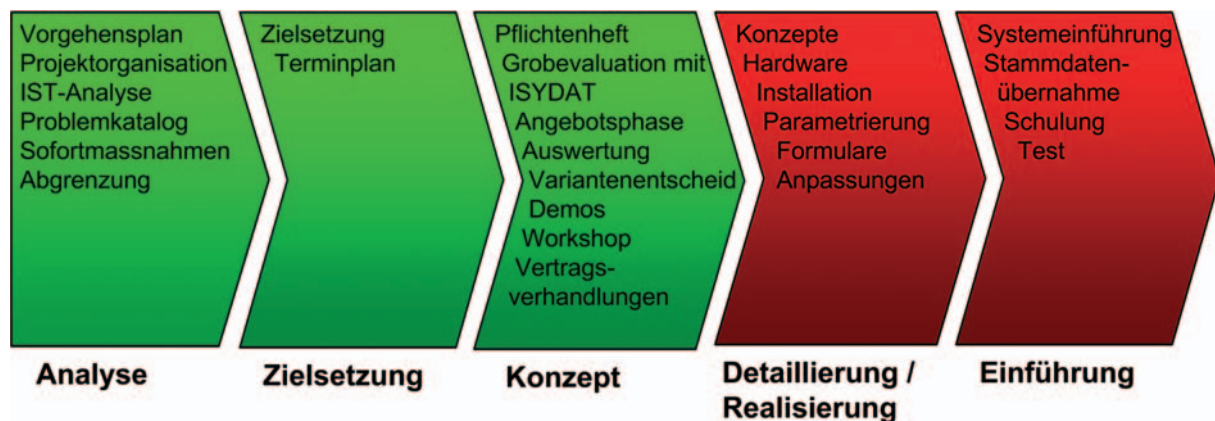 Vorgehensplan
Projektorganisation
IST-Analyse
Problemkatalog
Sofortmassnahmen
Abgrenzung
Analyse
Zielsetzung
Terminplan
Zielsetzung
Pflichtenheft
Grobevaluation mit
ISYDAT
Angebotsphase
Auswertung
Variantenentscheid
Demos
Workshop
Vertrags-
verhandlungen
Konzept
Konzepte
Hardware
Installation
Parametrierung
Formulare
Anpassungen
Detaillierung /
Realisierung
Systemeinführung
Stammdaten-
übernahme
Schulung
Test
Einführung